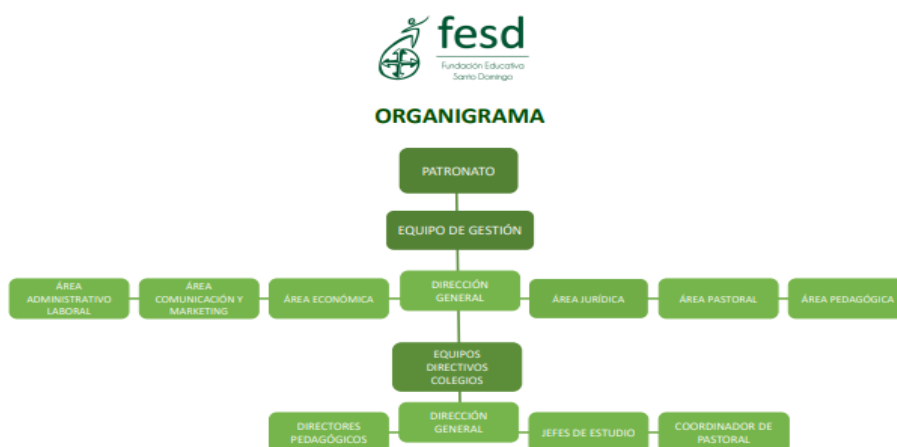 fesd
Fundación Educativa
Santo Domingo
ORGANIGRAMA
PATRONATO
EQUIPO DE GESTIÓN
ÁREA
ADMINISTRATIVO
LABORAL
ÁREA
COMUNICACIÓN Y
MARKETING
ÁREA ECONÓMICA
DIRECCIÓN
GENERAL
ÁREA JURÍDICA
ÁREA PASTORAL
ÁREA PEDAGÓGICA
EQUIPOS
DIRECTIVOS
COLEGIOS
DIRECTORES
PEDAGÓGICOS
DIRECCIÓN
GENERAL
JEFES DE ESTUDIO
COORDINADOR DE
PASTORAL